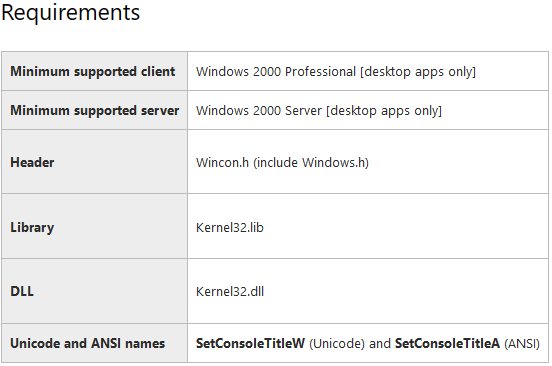 Requirements
Minimum supported client Windows 2000 Professional [desktop apps only]
Minimum supported server Windows 2000 Server [desktop apps only]
Header Wincon.h (include Windows.h)
Library Kernel32.lib
DLL Kernel32.dll
Unicode and ANSI names SetConsoleTitleW (Unicode) and SetConsoleTitleA (ANSI)